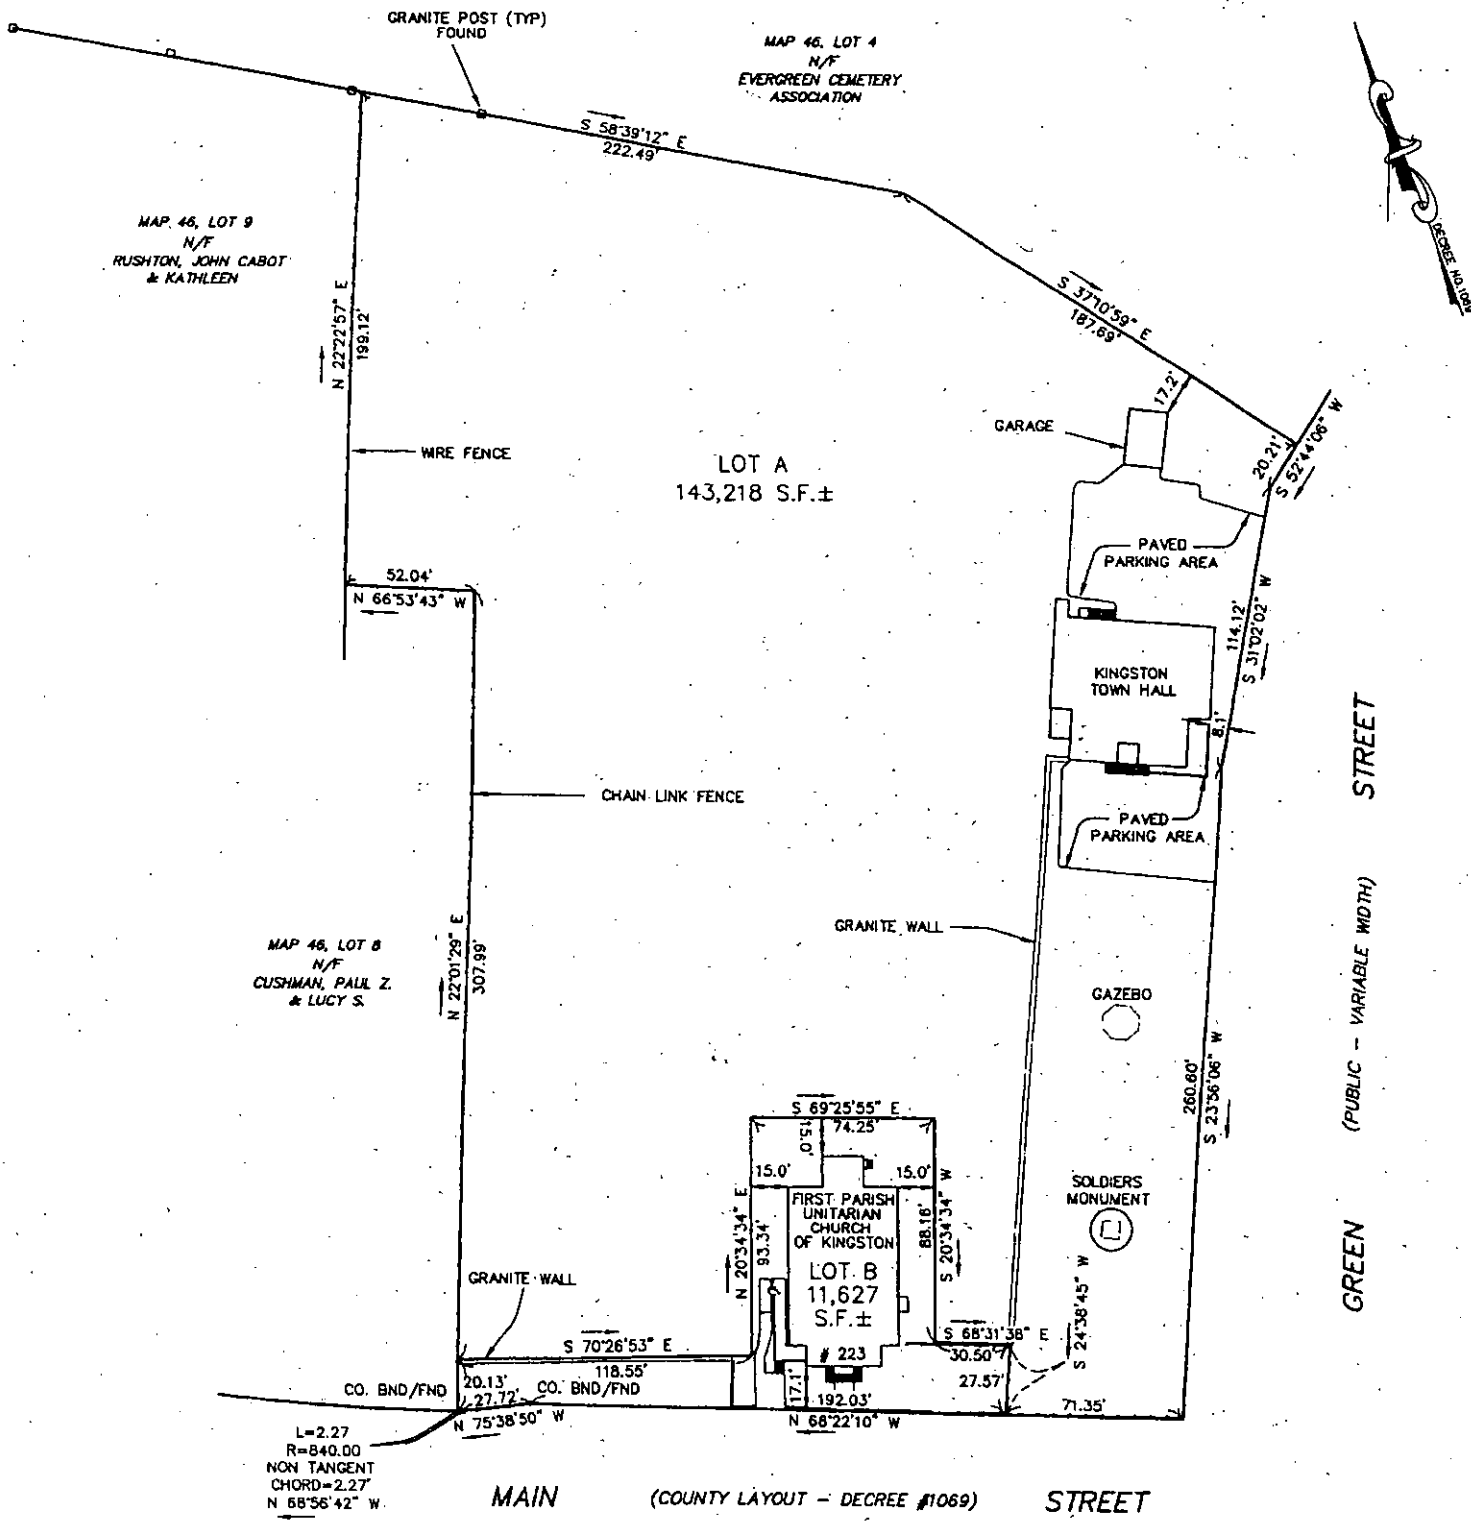 GRANITE POST (TYP)
FOUND
MAP 46, LOT 4
N/F
EVERGREEN CEMETERY
ASSOCIATION
S 58°39'12" E
222.49'
DECREE NO.1069
MAP 46, LOT 9
N/F
RUSHTON, JOHN CABOT
& KATHLEEN
N 22°22'57" E
199.12'
S 37°10'59" E
187.69'
17.2'
GARAGE
20.21'
S 52°44'06" W
WIRE FENCE
LOT A
143,218 S.F.±
PAVED
PARKING AREA
52.04'
N 66°53'43" W
114.12'
S 31°02'02" W
KINGSTON
TOWN HALL
8.1'
CHAIN LINK FENCE
PAVED
PARKING AREA
GREEN (PUBLIC - VARIABLE WIDTH) STREET
GRANITE WALL
MAP 46, LOT 8
N/F
CUSHMAN, PAUL Z.
& LUCY S.
N 22°01'29" E
307.99'
GAZEBO
260.60'
S 23°56'06" W
S 69°25'55" E
74.25'
15.0'
15.0'
15.0'
SOLDIERS
MONUMENT
N 20°34'34" E
93.34'
FIRST PARISH
UNITARIAN
CHURCH
OF KINGSTON
LOT B
11,627
S.F.±
88.16'
S 20°34'34" W
GRANITE WALL
S 24°38'45" W
S 70°26'53" E
118.55'
# 223
S 68°31'38" E
30.50'
CO. BND/FND
20.13'
27.72'
CO. BND/FND
17.1'
192.03'
27.57'
71.35'
N 75°38'50" W
N 68°22'10" W
L=2.27
R=840.00
NON TANGENT
CHORD=2.27'
N 68°56'42" W
MAIN (COUNTY LAYOUT - DECREE #1069) STREET